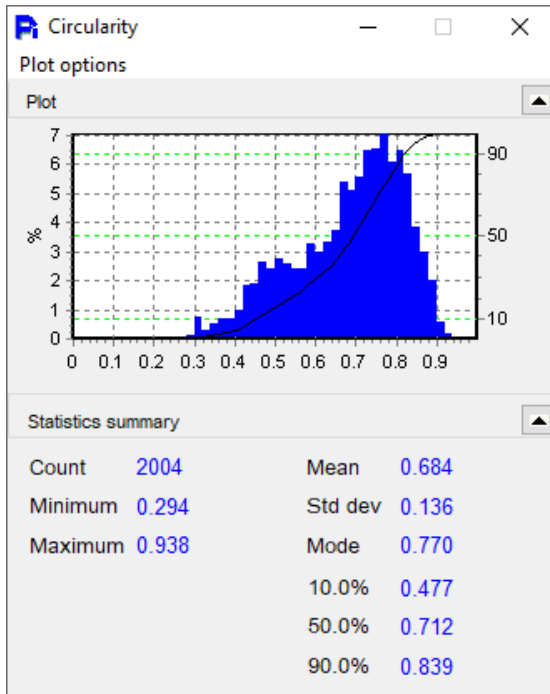 Circularity
Plot options
Plot
7
6
5
4
3
2
1
0
%
90
50
10
0 0.1 0.2 0.3 0.4 0.5 0.6 0.7 0.8 0.9
Statistics summary
Count 2004 Mean 0.684
Minimum 0.294 Std dev 0.136
Maximum 0.938 Mode 0.770
10.0% 0.477
50.0% 0.712
90.0% 0.839